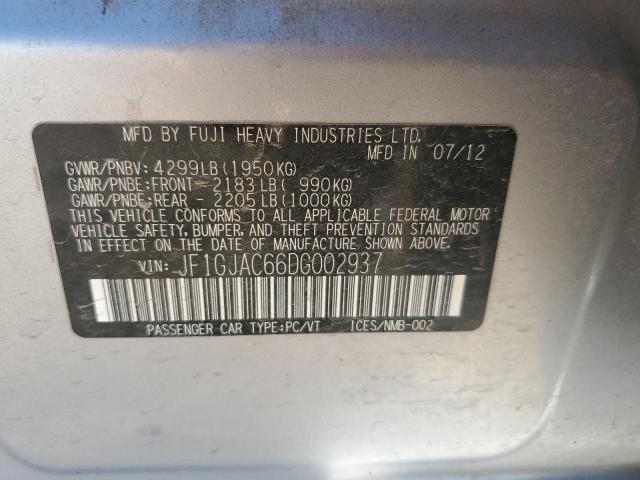 MFD BY FUJI HEAVY INDUSTRIES LTD.
MFD IN 07/12
GVWR/PNBV: 4299LB(1950KG)
GAWR/PNBE:FRONT - 2183LB( 990KG)
GAWR/PNBE:REAR - 2205LB(1000KG)
THIS VEHICLE CONFORMS TO ALL APPLICABLE FEDERAL MOTOR
VEHICLE SAFETY, BUMPER, AND THEFT PREVENTION STANDARDS
IN EFFECT ON THE DATE OF MANUFACTURE SHOWN ABOVE.
VIN: JF1GJAC66DG002937
PASSENGER CAR TYPE:PC/VT ICES/NMB-002